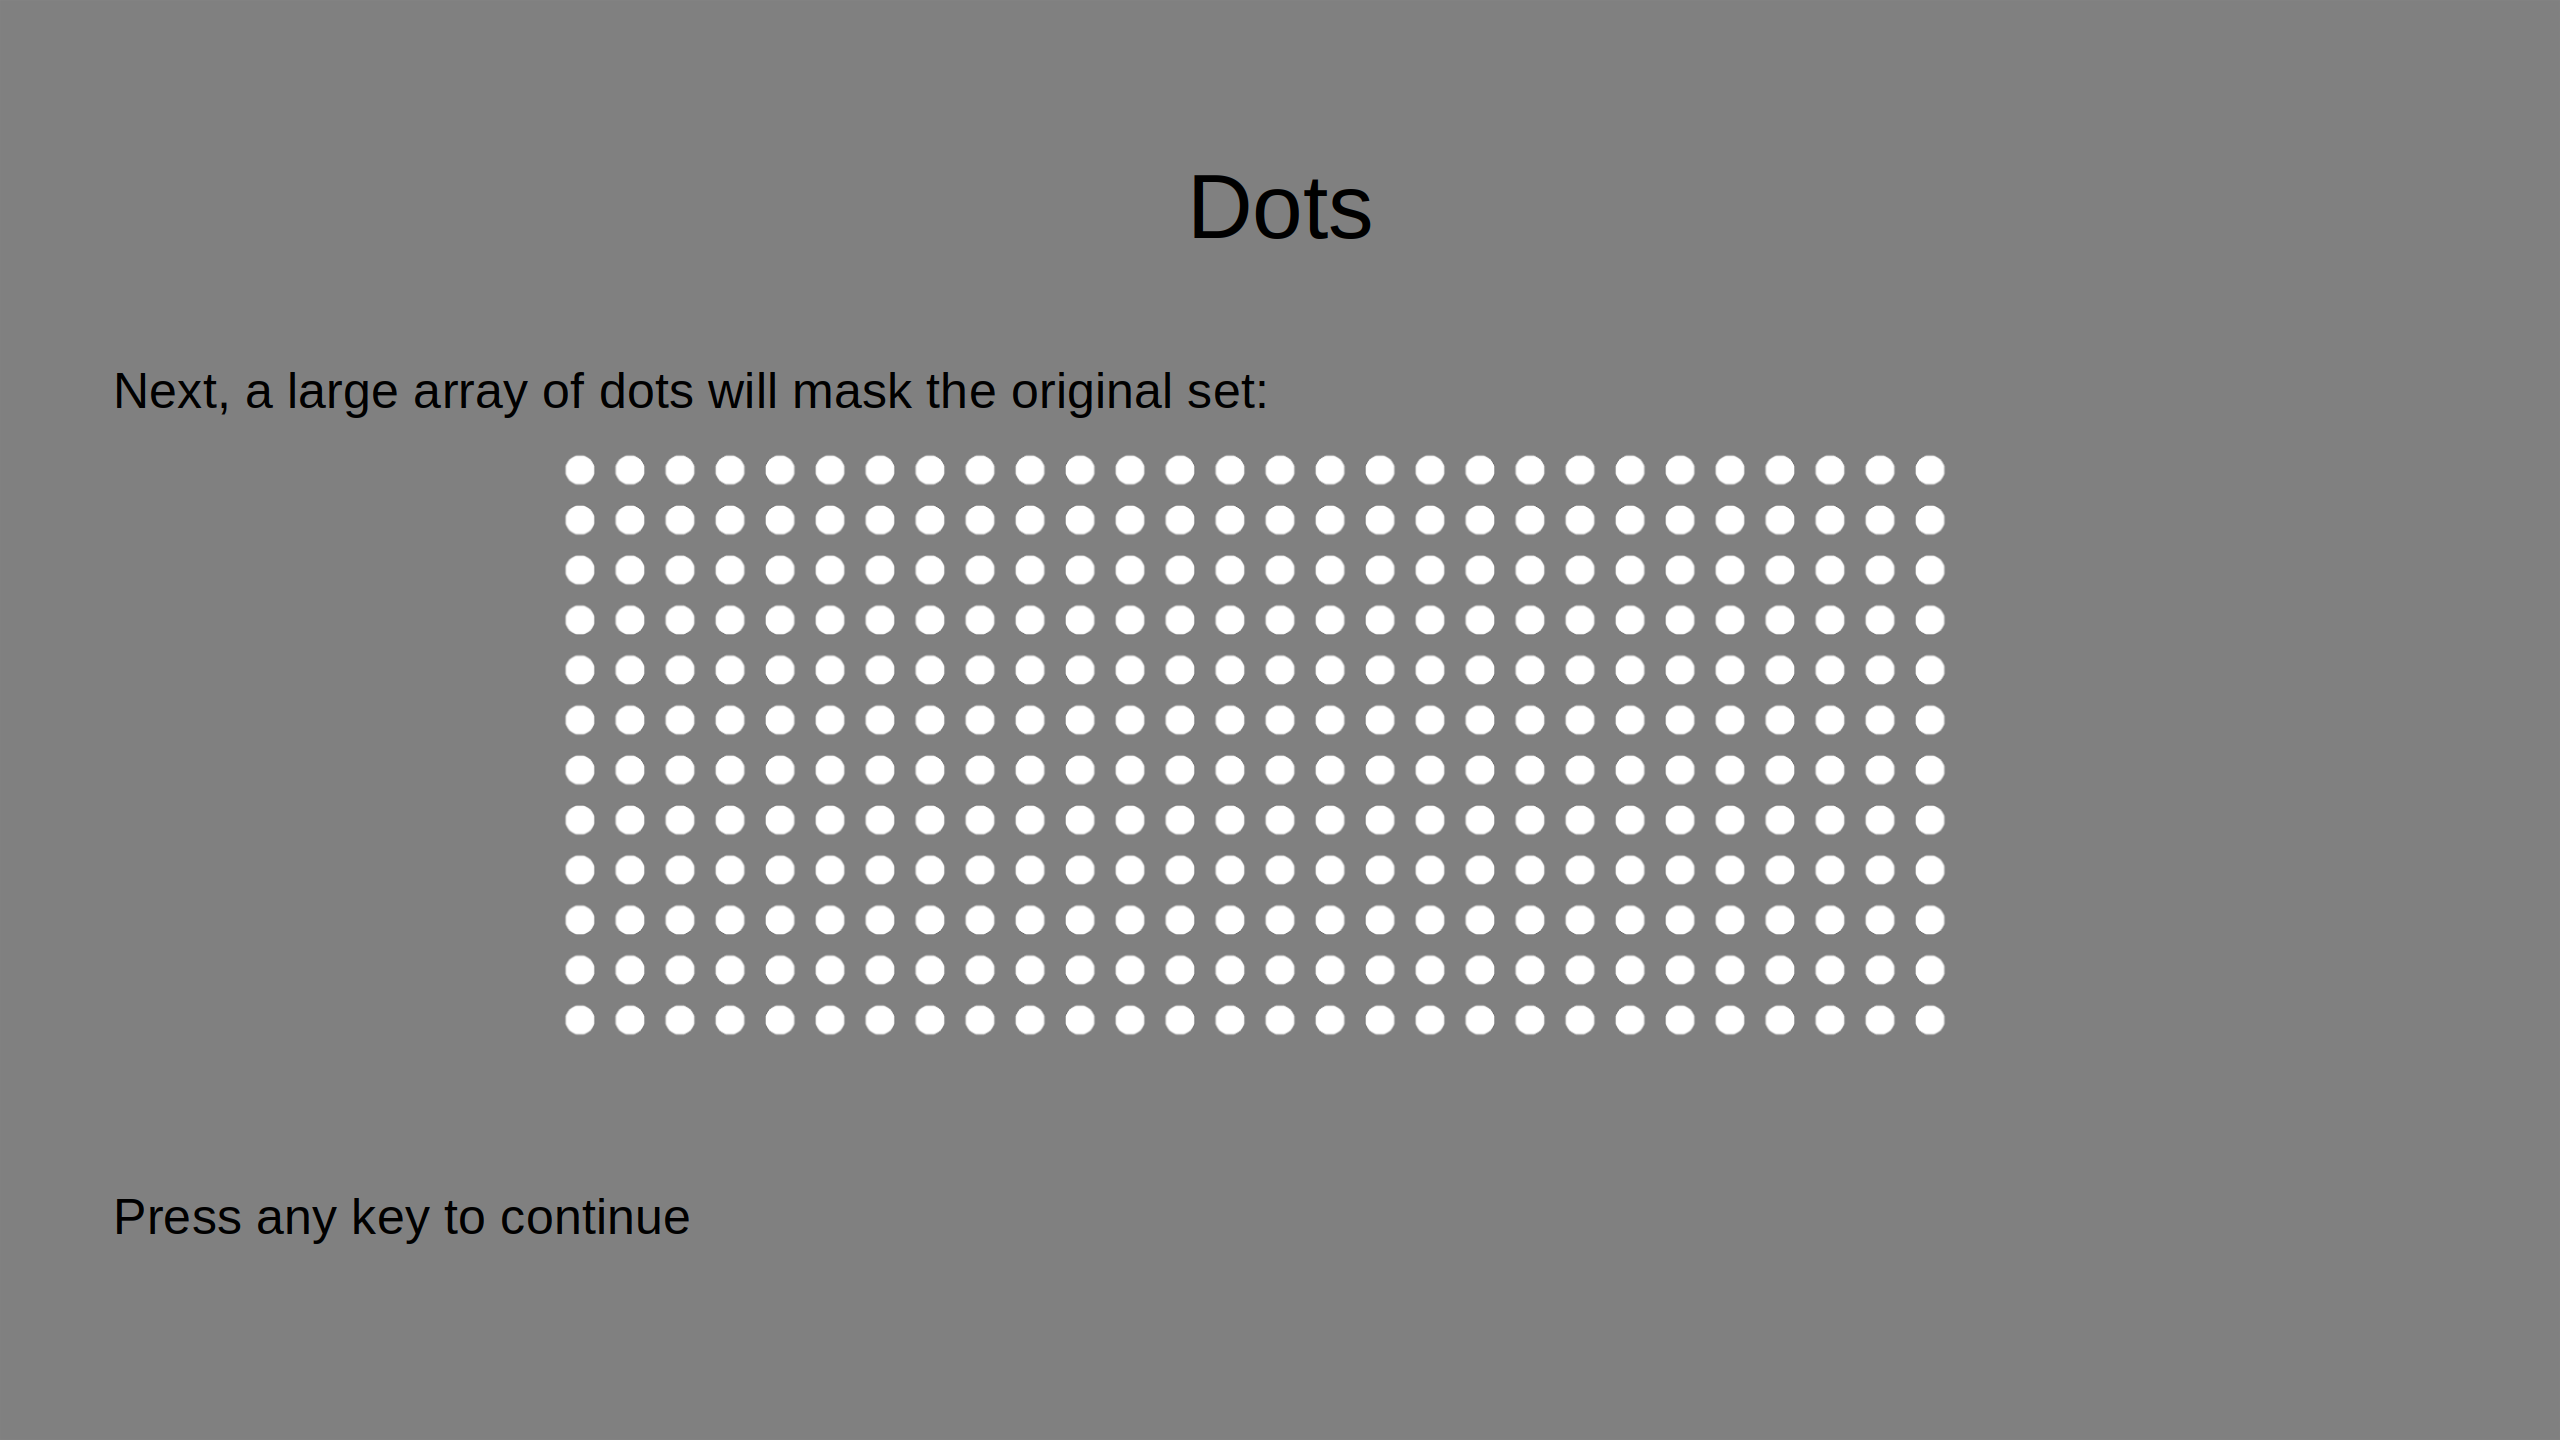 Dots
Next, a large array of dots will mask the original set:
Press any key to continue